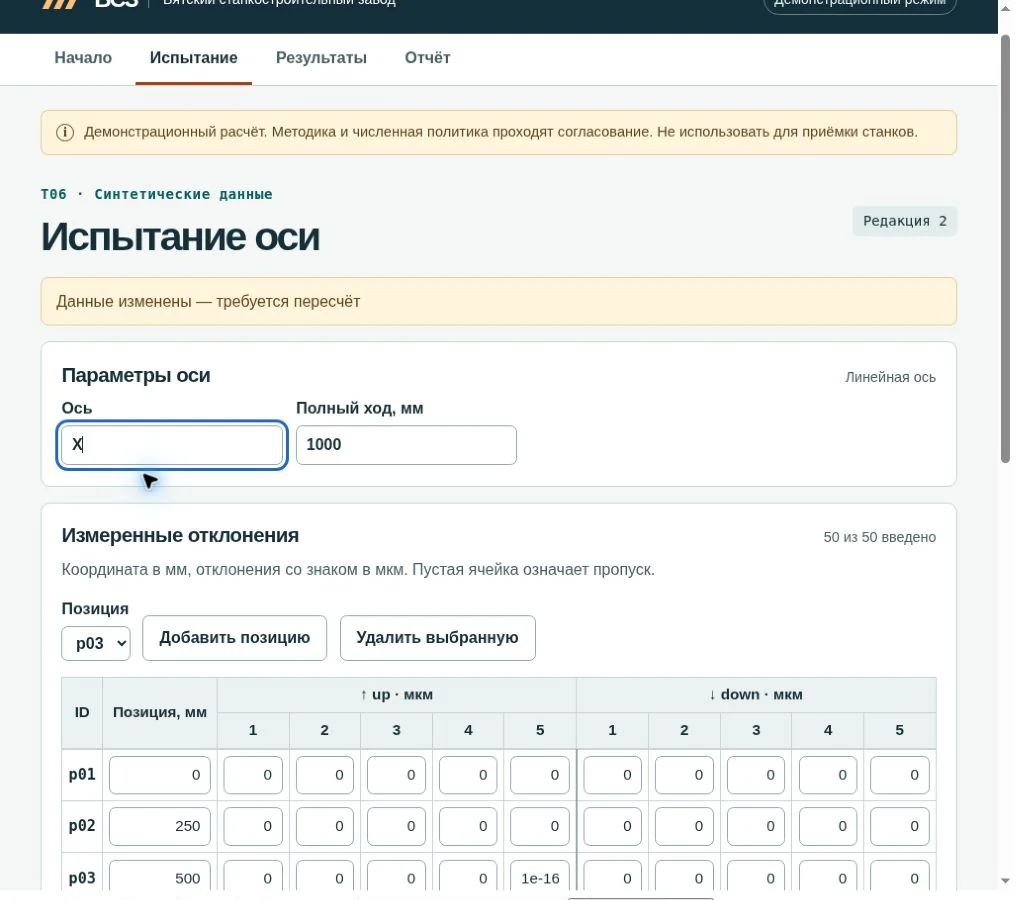 ВСЗ Вятский станкостроительный завод Демонстрационный режим
Начало Испытание Результаты Отчёт
Демонстрационный расчёт. Методика и численная политика проходят согласование. Не использовать для приёмки станков.
T06 · Синтетические данные
Испытание оси
Редакция 2
Данные изменены — требуется пересчёт
Параметры оси Линейная ось
Ось Полный ход, мм
X 1000
Измеренные отклонения 50 из 50 введено
Координата в мм, отклонения со знаком в мкм. Пустая ячейка означает пропуск.
Позиция
p03 Добавить позицию Удалить выбранную
ID Позиция, мм ↑ up · мкм ↓ down · мкм
1 2 3 4 5 1 2 3 4 5
p01 0 0 0 0 0 0 0 0 0 0 0
p02 250 0 0 0 0 0 0 0 0 0 0
p03 500 0 0 0 0 1e-16 0 0 0 0 0